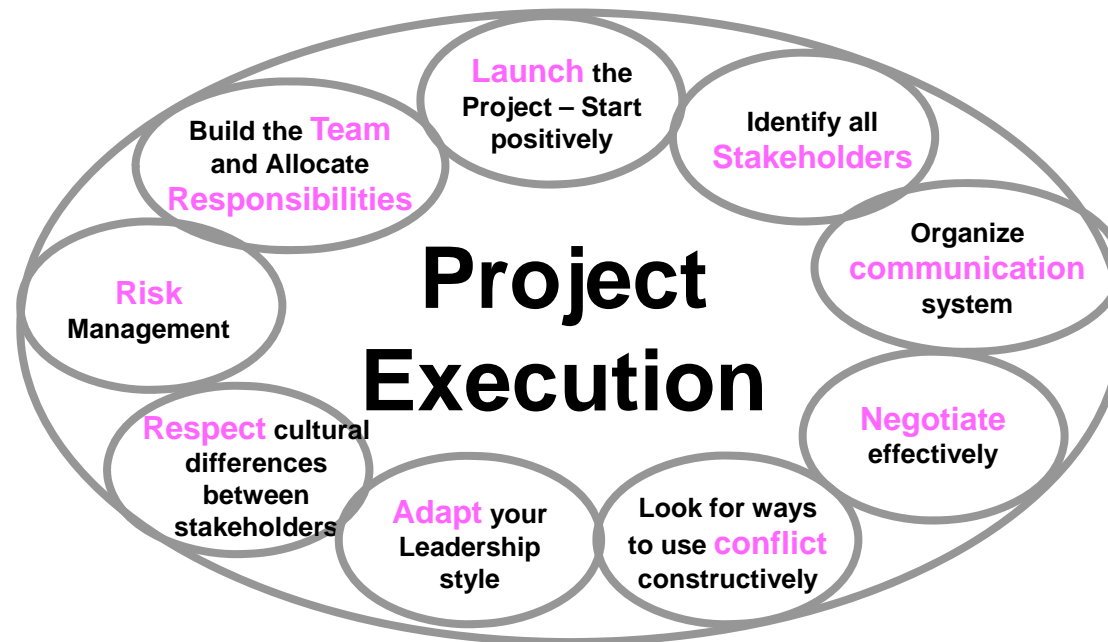 Launch the
Project – Start
positively
Identify all
Stakeholders
Organize
communication
system
Negotiate
effectively
Look for ways
to use conflict
constructively
Adapt your
Leadership
style
Respect cultural
differences
between
stakeholders
Risk
Management
Build the Team
and Allocate
Responsibilities
Project
Execution